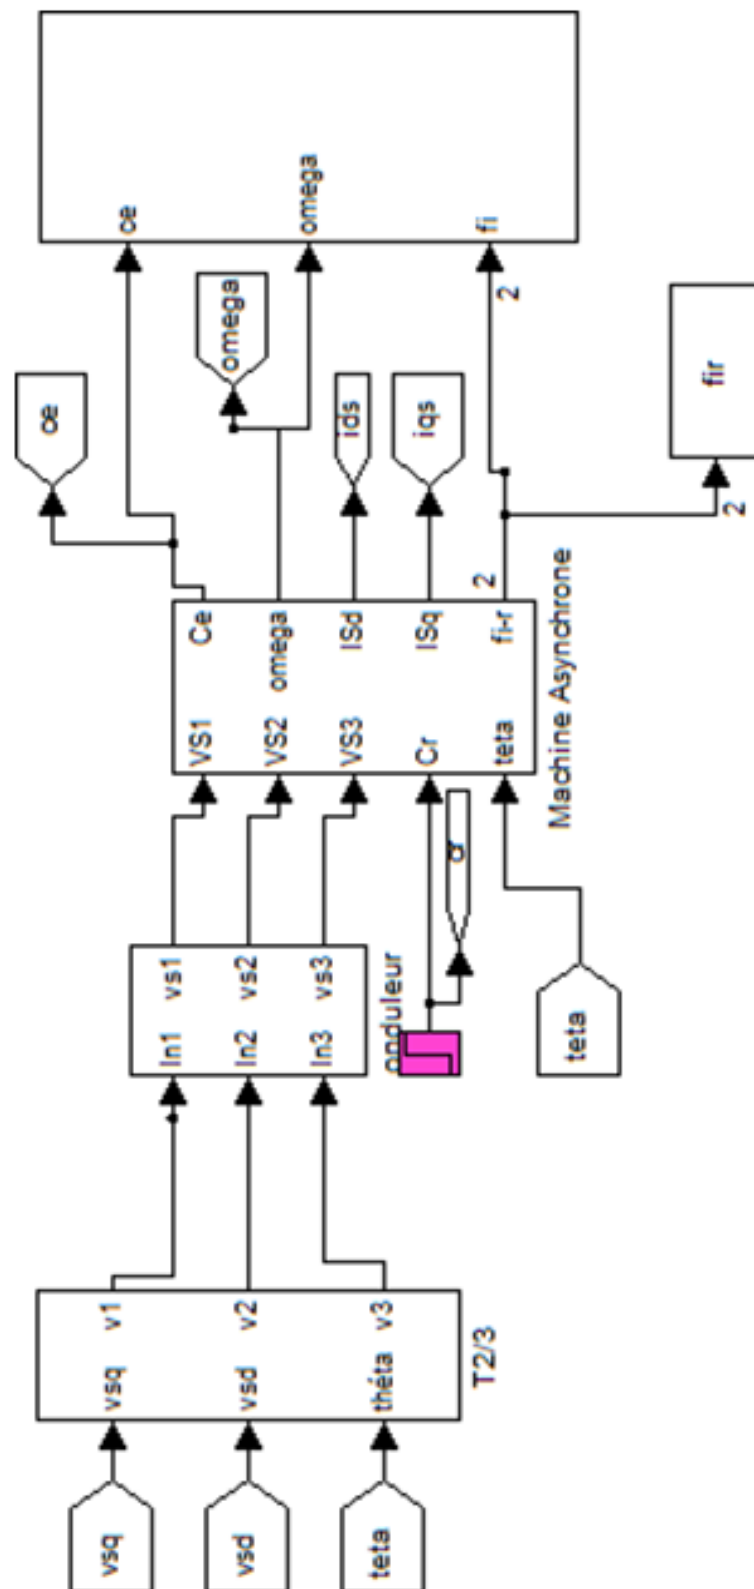 vsq
vsd
teta
vsq
v1
vsd
v2
théta
v3
T2/3
In1
vs1
In2
vs2
In3
vs3
onduleur
teta
cr
VS1
Ce
VS2
omega
VS3
ISd
Cr
ISq
teta
fi-r
Machine Asynchrone
2
ce
omega
ids
iqs
2
fir
2
ce
omega
fi